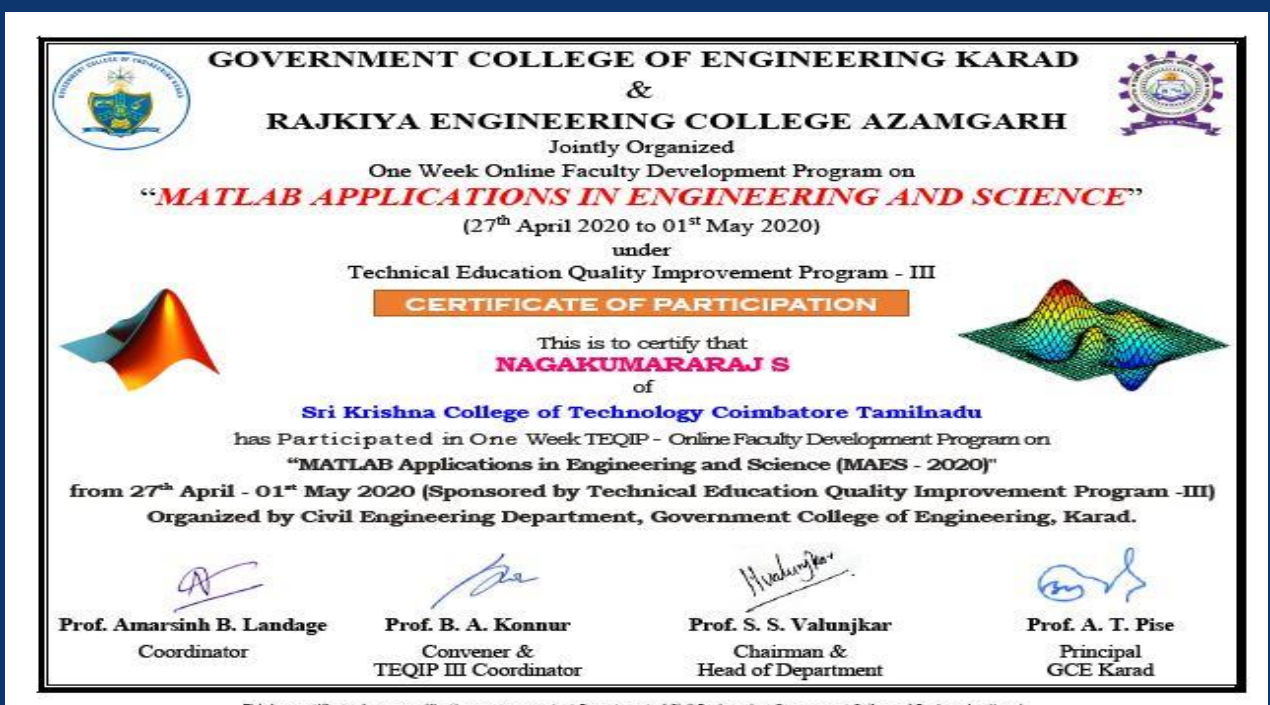 GOVERNMENT COLLEGE OF ENGINEERING KARAD
&
RAJKIYA ENGINEERING COLLEGE AZAMGARH
Jointly Organized
One Week Online Faculty Development Program on
“MATLAB APPLICATIONS IN ENGINEERING AND SCIENCE”
(27th April 2020 to 01st May 2020)
under
Technical Education Quality Improvement Program - III
CERTIFICATE OF PARTICIPATION
This is to certify that
NAGAKUMARARAJ S
of
Sri Krishna College of Technology Coimbatore Tamilnadu
has Participated in One Week TEQIP - Online Faculty Development Program on
“MATLAB Applications in Engineering and Science (MAES - 2020)"
from 27th April - 01st May 2020 (Sponsored by Technical Education Quality Improvement Program -III)
Organized by Civil Engineering Department, Government College of Engineering, Karad.
Prof. Amarsinh B. Landage
Coordinator
Prof. B. A. Konnur
Convener &
TEQIP III Coordinator
Prof. S. S. Valunjkar
Chairman &
Head of Department
Prof. A. T. Pise
Principal
GCE Karad